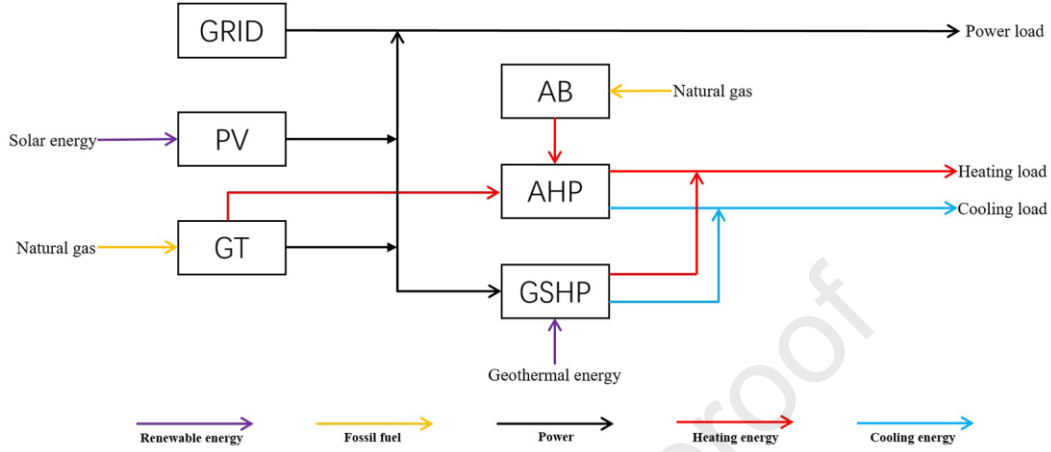 GRID
Power load
AB
Natural gas
Solar energy
PV
AHP
Heating load
Cooling load
Natural gas
GT
GSHP
Geothermal energy
proof
Renewable energy
Fossil fuel
Power
Heating energy
Cooling energy